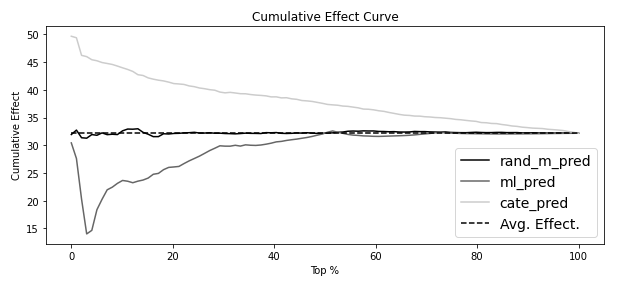 Cumulative Effect Curve
50
45
40
35
30
25
20
15
Cumulative Effect
rand_m_pred
ml_pred
cate_pred
Avg. Effect.
0 20 40 60 80 100
Top %